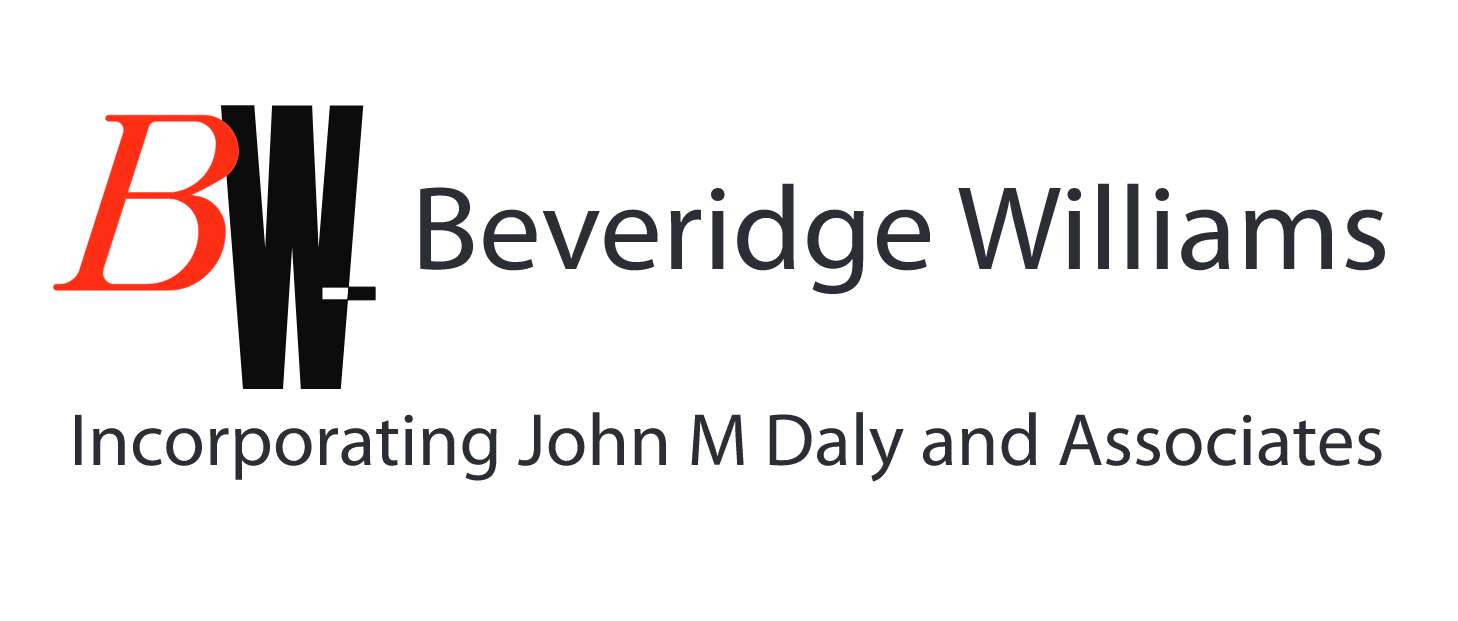 BW
Beveridge Williams
Incorporating John M Daly and Associates